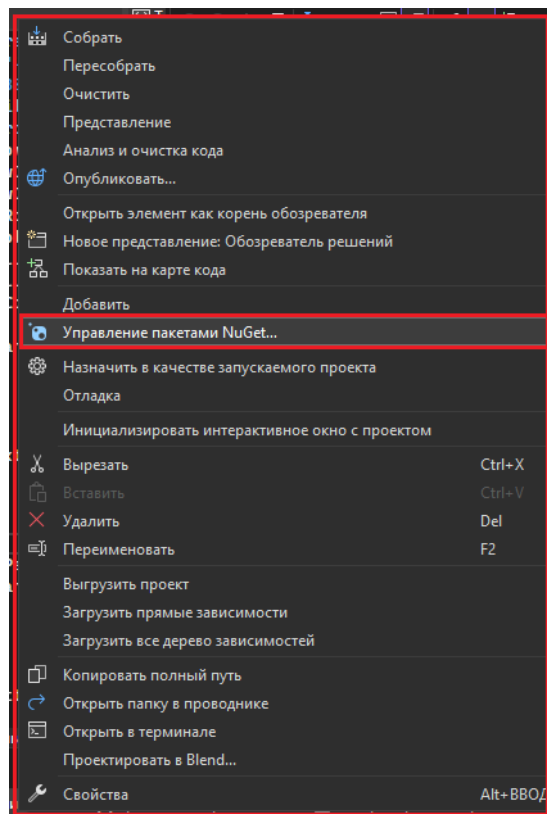 Собрать
Пересобрать
Очистить
Представление
Анализ и очистка кода
Опубликовать...
Открыть элемент как корень обозревателя
Новое представление: Обозреватель решений
Показать на карте кода
Добавить
Управление пакетами NuGet...
Назначить в качестве запускаемого проекта
Отладка
Инициализировать интерактивное окно с проектом
Вырезать Ctrl+X
Вставить Ctrl+V
Удалить Del
Переименовать F2
Выгрузить проект
Загрузить прямые зависимости
Загрузить все дерево зависимостей
Копировать полный путь
Открыть папку в проводнике
Открыть в терминале
Проектировать в Blend...
Свойства Alt+ВВОД